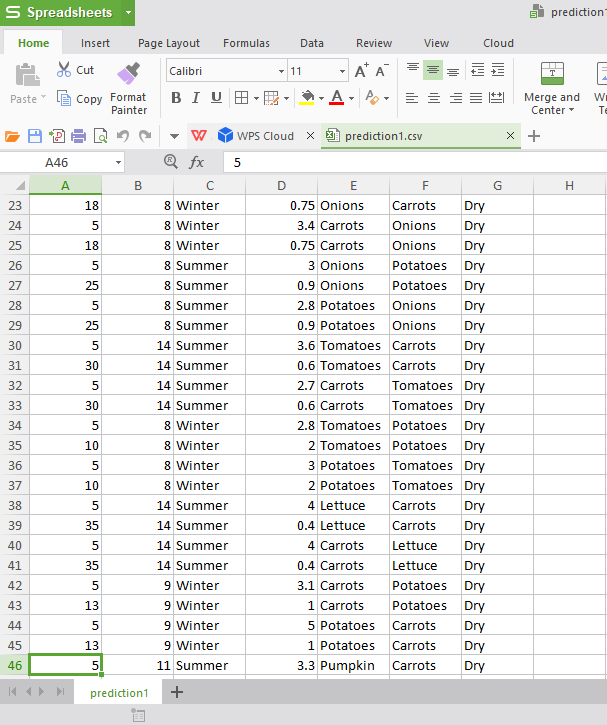 S Spreadsheets prediction1
Home Insert Page Layout Formulas Data Review View Cloud
Paste Cut Copy Format Painter Calibri 11 A+ A- Merge and Center
B I U A
WPS Cloud × prediction1.csv × +
A46 fx 5
A B C D E F G H
23 18 8 Winter 0.75 Onions Carrots Dry
24 5 8 Winter 3.4 Carrots Onions Dry
25 18 8 Winter 0.75 Carrots Onions Dry
26 5 8 Summer 3 Onions Potatoes Dry
27 25 8 Summer 0.9 Onions Potatoes Dry
28 5 8 Summer 2.8 Potatoes Onions Dry
29 25 8 Summer 0.9 Potatoes Onions Dry
30 5 14 Summer 3.6 Tomatoes Carrots Dry
31 30 14 Summer 0.6 Tomatoes Carrots Dry
32 5 14 Summer 2.7 Carrots Tomatoes Dry
33 30 14 Summer 0.6 Carrots Tomatoes Dry
34 5 8 Winter 2.8 Tomatoes Potatoes Dry
35 10 8 Winter 2 Tomatoes Potatoes Dry
36 5 8 Winter 3 Potatoes Tomatoes Dry
37 10 8 Winter 2 Potatoes Tomatoes Dry
38 5 14 Summer 4 Lettuce Carrots Dry
39 35 14 Summer 0.4 Lettuce Carrots Dry
40 5 14 Summer 4 Carrots Lettuce Dry
41 35 14 Summer 0.4 Carrots Lettuce Dry
42 5 9 Winter 3.1 Carrots Potatoes Dry
43 13 9 Winter 1 Carrots Potatoes Dry
44 5 9 Winter 5 Potatoes Carrots Dry
45 13 9 Winter 1 Potatoes Carrots Dry
46 5 11 Summer 3.3 Pumpkin Carrots Dry
prediction1 +